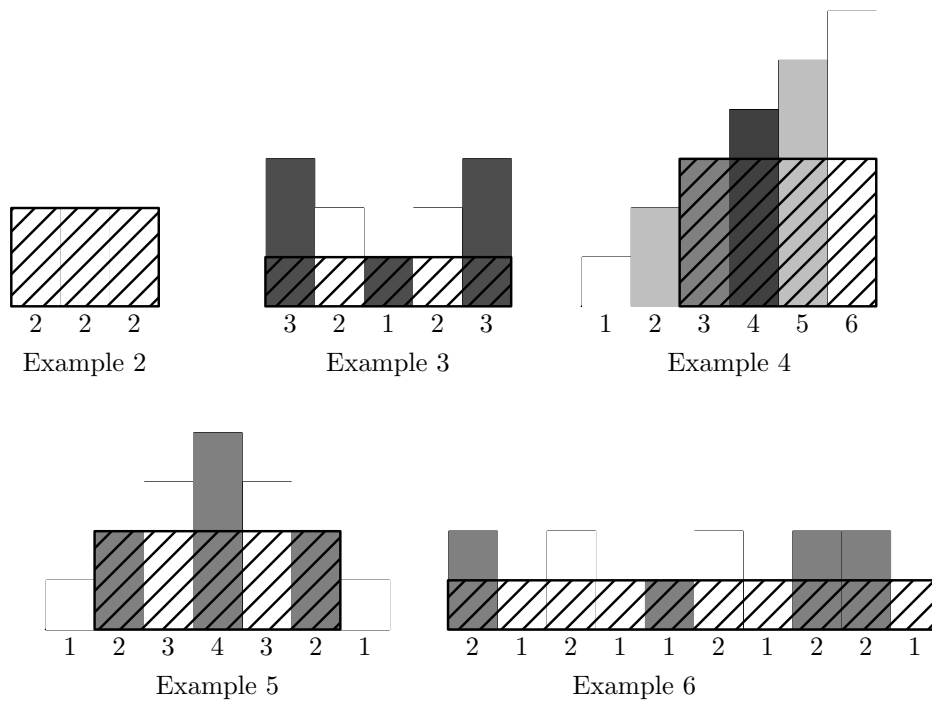 2 2 2
Example 2
3 2 1 2 3
Example 3
1 2 3 4 5 6
Example 4
1 2 3 4 3 2 1
Example 5
2 1 2 1 1 2 1 2 2 1
Example 6